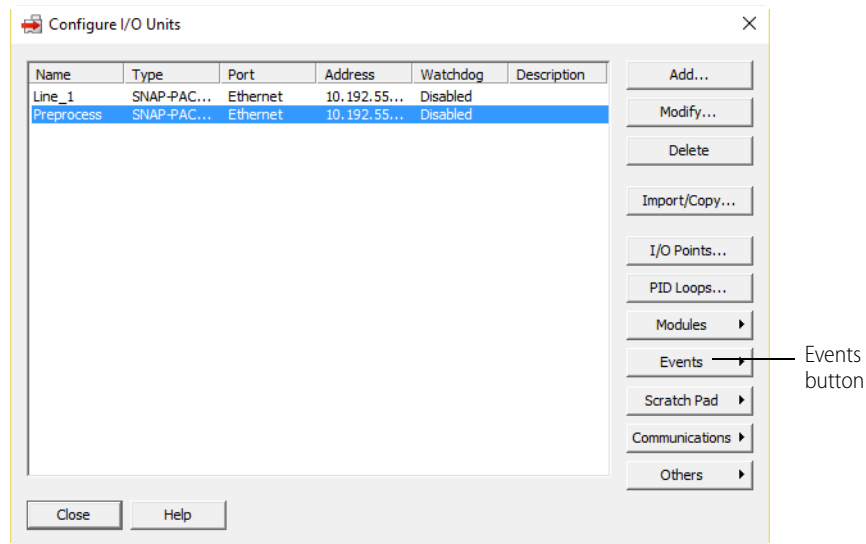 Configure I/O Units
Name Type Port Address Watchdog Description
Line_1 SNAP-PAC... Ethernet 10.192.55... Disabled
Preprocess SNAP-PAC... Ethernet 10.192.55... Disabled
Add...
Modify...
Delete
Import/Copy...
I/O Points...
PID Loops...
Modules
Events
Scratch Pad
Communications
Others
Events
button
Close
Help